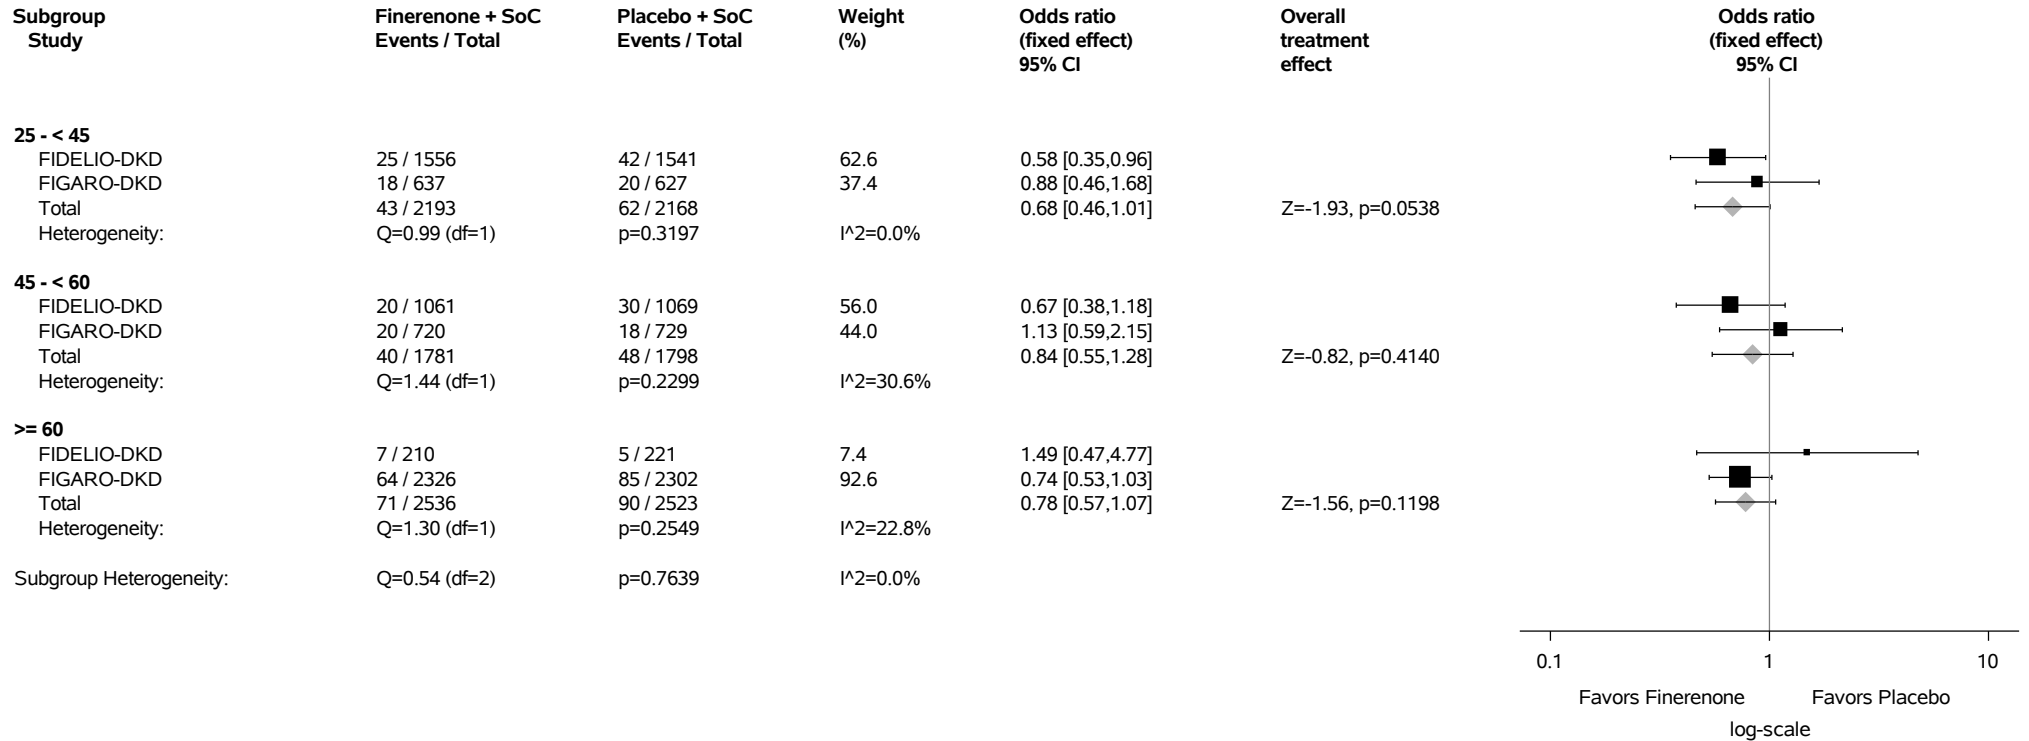 Subgroup Finerenone + SoC Placebo + SoC Weight Odds ratio Overall Odds ratio
Study Events / Total Events / Total (%) (fixed effect) treatment (fixed effect)
95% CI effect 95% CI
25 - < 45
FIDELIO-DKD 25 / 1556 42 / 1541 62.6 0.58 [0.35,0.96]
FIGARO-DKD 18 / 637 20 / 627 37.4 0.88 [0.46,1.68]
Total 43 / 2193 62 / 2168 0.68 [0.46,1.01] Z=-1.93, p=0.0538
Heterogeneity: Q=0.99 (df=1) p=0.3197 I^2=0.0%
45 - < 60
FIDELIO-DKD 20 / 1061 30 / 1069 56.0 0.67 [0.38,1.18]
FIGARO-DKD 20 / 720 18 / 729 44.0 1.13 [0.59,2.15]
Total 40 / 1781 48 / 1798 0.84 [0.55,1.28] Z=-0.82, p=0.4140
Heterogeneity: Q=1.44 (df=1) p=0.2299 I^2=30.6%
>= 60
FIDELIO-DKD 7 / 210 5 / 221 7.4 1.49 [0.47,4.77]
FIGARO-DKD 64 / 2326 85 / 2302 92.6 0.74 [0.53,1.03]
Total 71 / 2536 90 / 2523 0.78 [0.57,1.07] Z=-1.56, p=0.1198
Heterogeneity: Q=1.30 (df=1) p=0.2549 I^2=22.8%
Subgroup Heterogeneity: Q=0.54 (df=2) p=0.7639 I^2=0.0%
0.1 1 10
Favors Finerenone Favors Placebo
log-scale